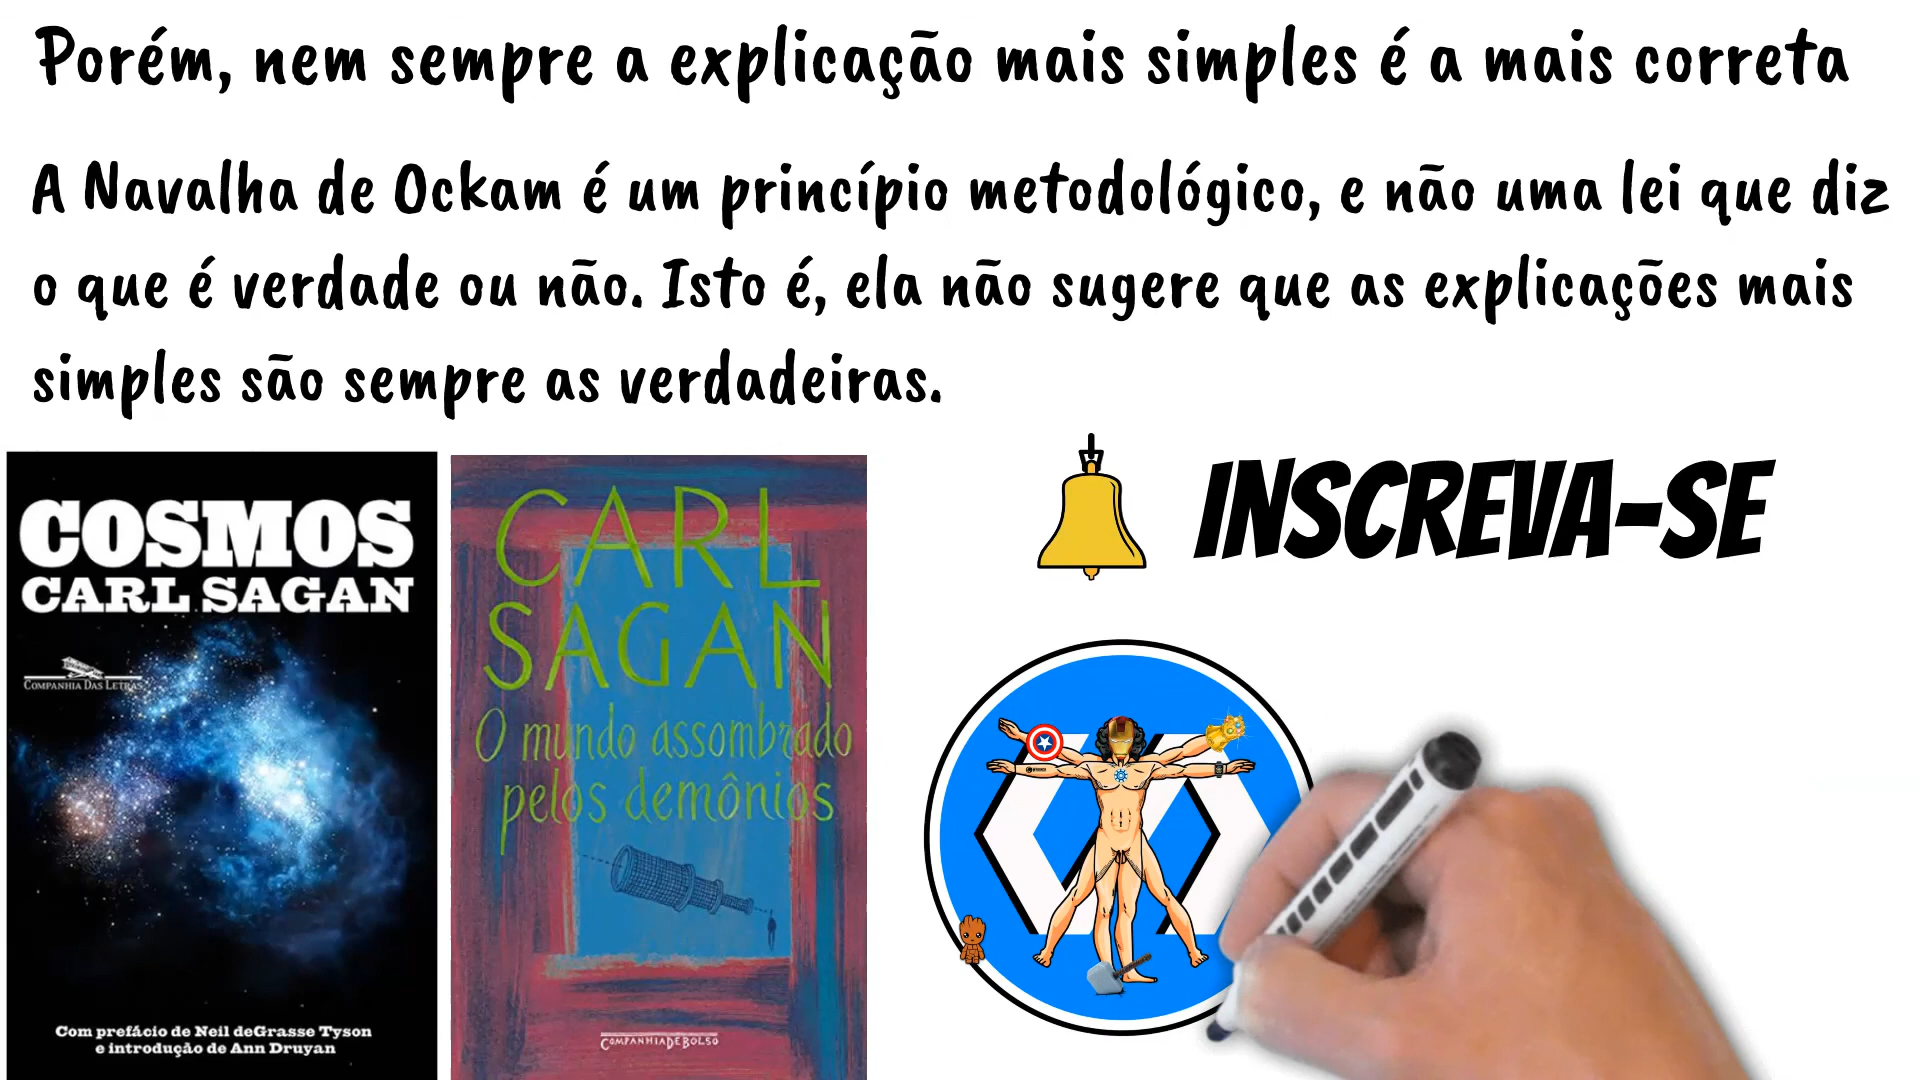 Porém, nem sempre a explicação mais simples é a mais correta
A Navalha de Ockam é um princípio metodológico, e não uma lei que diz
o que é verdade ou não. Isto é, ela não sugere que as explicações mais
simples são sempre as verdadeiras.
COSMOS
CARL SAGAN
COMPANHIA DAS LETRAS
Com prefácio de Neil deGrasse Tyson
e introdução de Ann Druyan
CARL
SAGAN
O mundo assombrado
pelos demônios
COMPANHIA DE BOLSO
INSCREVA-SE